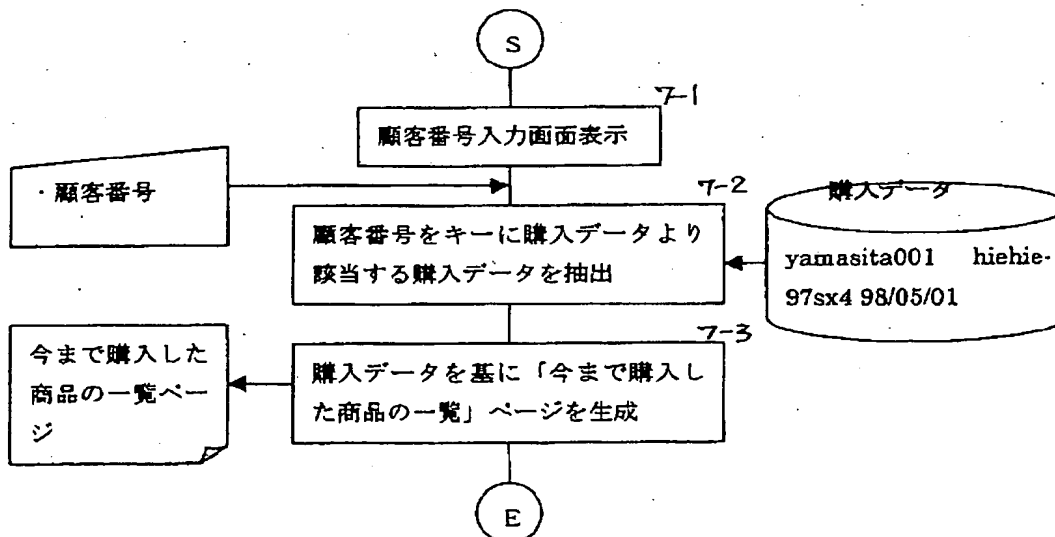 S
7-1
顧客番号入力画面表示
・顧客番号
7-2
購入データ
顧客番号をキーに購入データより
該当する購入データを抽出
yamasita001 hiehie-
97sx4 98/05/01
7-3
今まで購入した
商品の一覧ペー
ジ
購入データを基に「今まで購入し
た商品の一覧」ページを生成
E